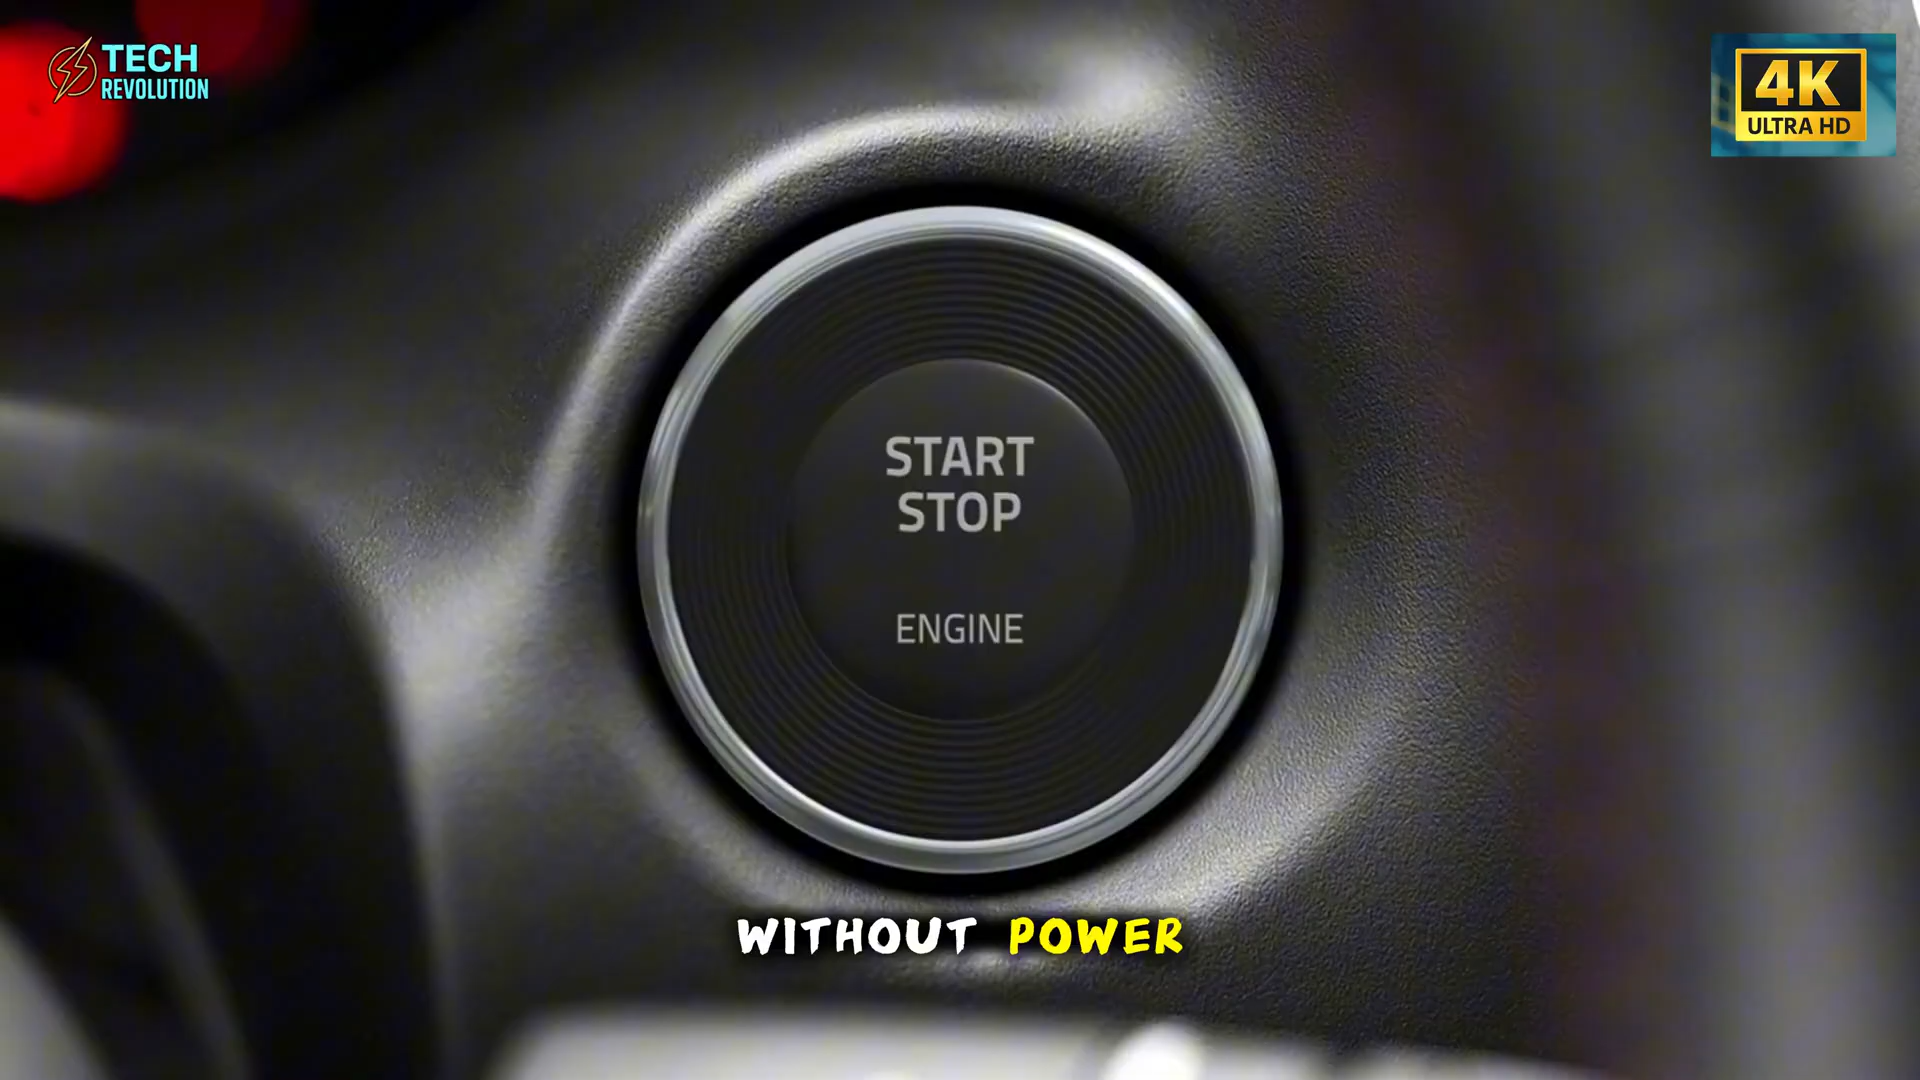 TECH
REVOLUTION
4K
ULTRA HD
START
STOP
ENGINE
WITHOUT POWER